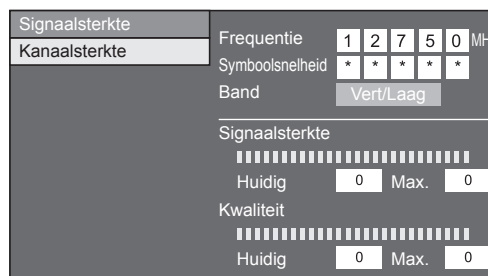 Signaalsterkte
Kanaalsterkte
Frequentie 1 2 7 5 0 MH
Symboolsnelheid * * * * *
Band Vert/Laag
Signaalsterkte
Huidig 0 Max. 0
Kwaliteit
Huidig 0 Max. 0